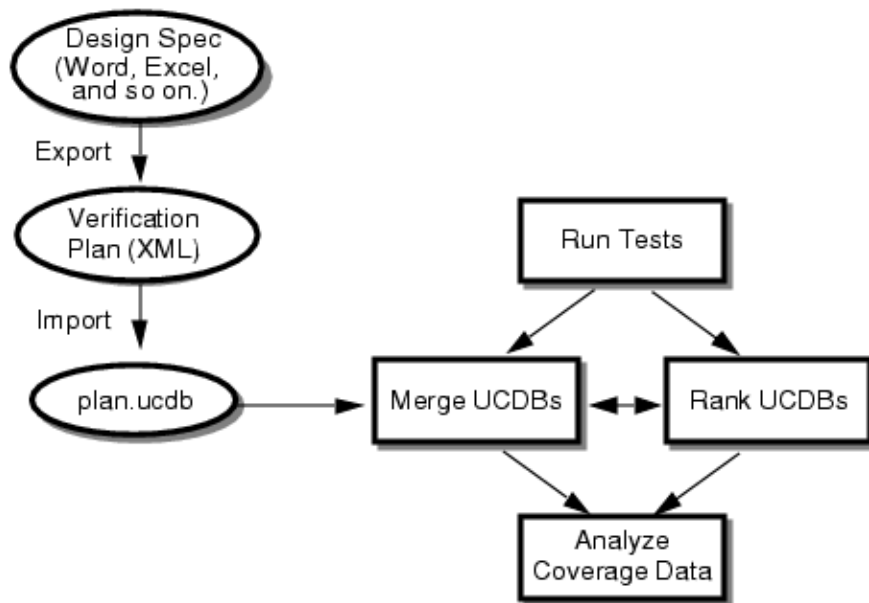 Design Spec
(Word, Excel,
and so on.)
Export
Verification
Plan (XML)
Import
plan.ucdb
Run Tests
Merge UCDBs
Rank UCDBs
Analyze
Coverage Data